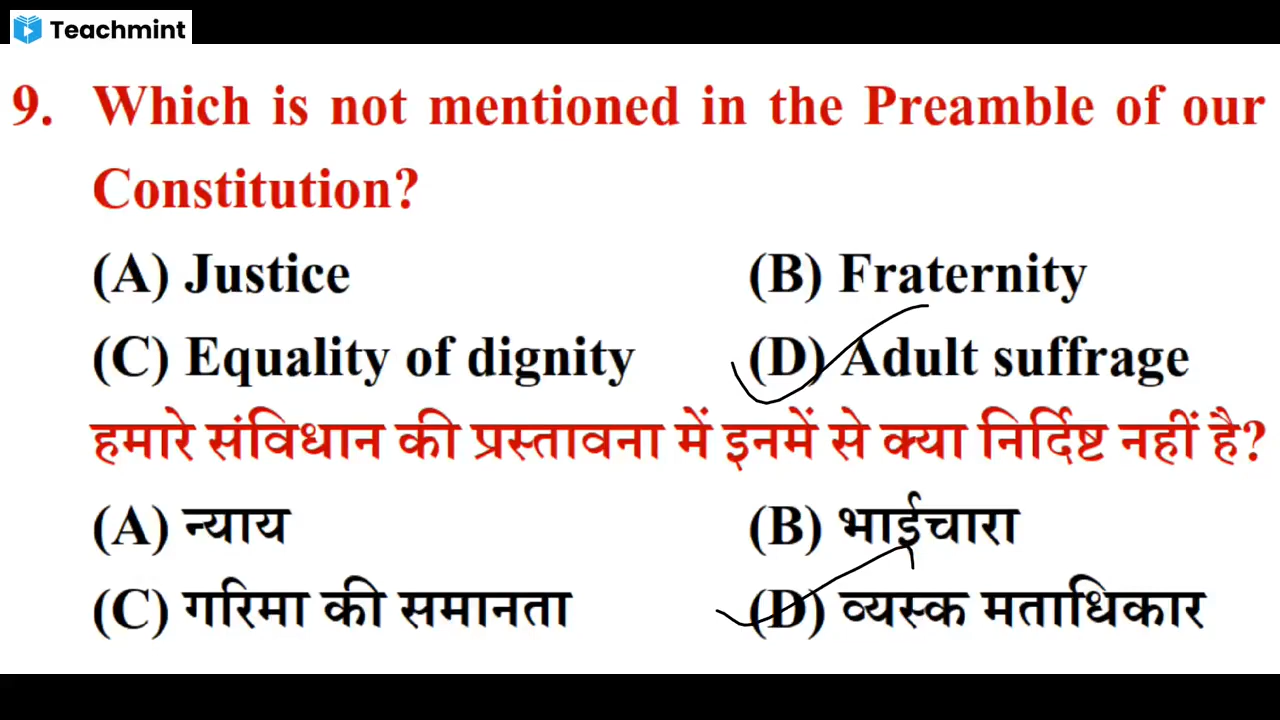 Teachmint
9. Which is not mentioned in the Preamble of our
Constitution?
(A) Justice (B) Fraternity
(C) Equality of dignity (D) Adult suffrage
हमारे संविधान की प्रस्तावना में इनमें से क्या निर्दिष्ट नहीं है?
(A) न्याय (B) भाईचारा
(C) गरिमा की समानता (D) व्यस्क मताधिकार